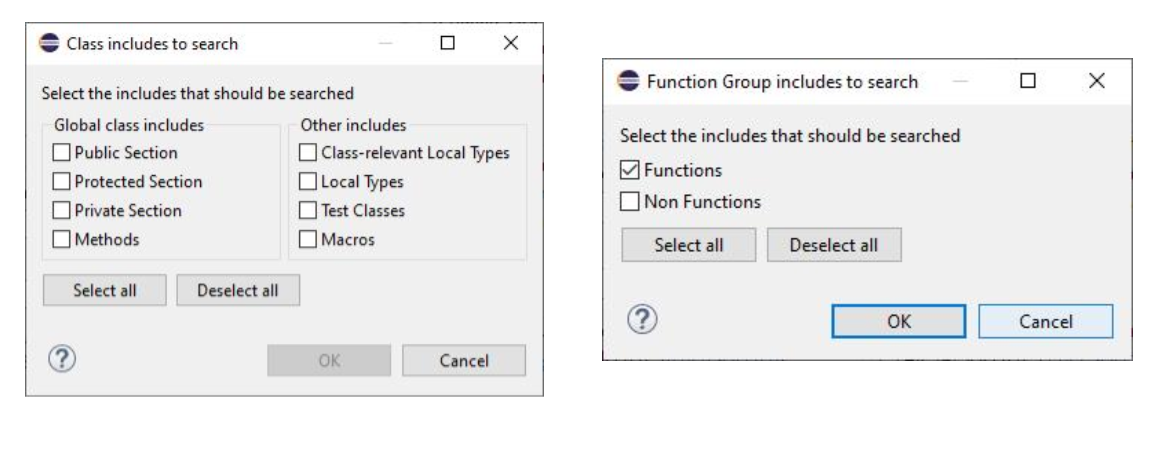 Class includes to search
Select the includes that should be searched
Global class includes
Public Section
Protected Section
Private Section
Methods
Other includes
Class-relevant Local Types
Local Types
Test Classes
Macros
Select all Deselect all
? OK Cancel
Function Group includes to search
Select the includes that should be searched
Functions
Non Functions
Select all Deselect all
? OK Cancel